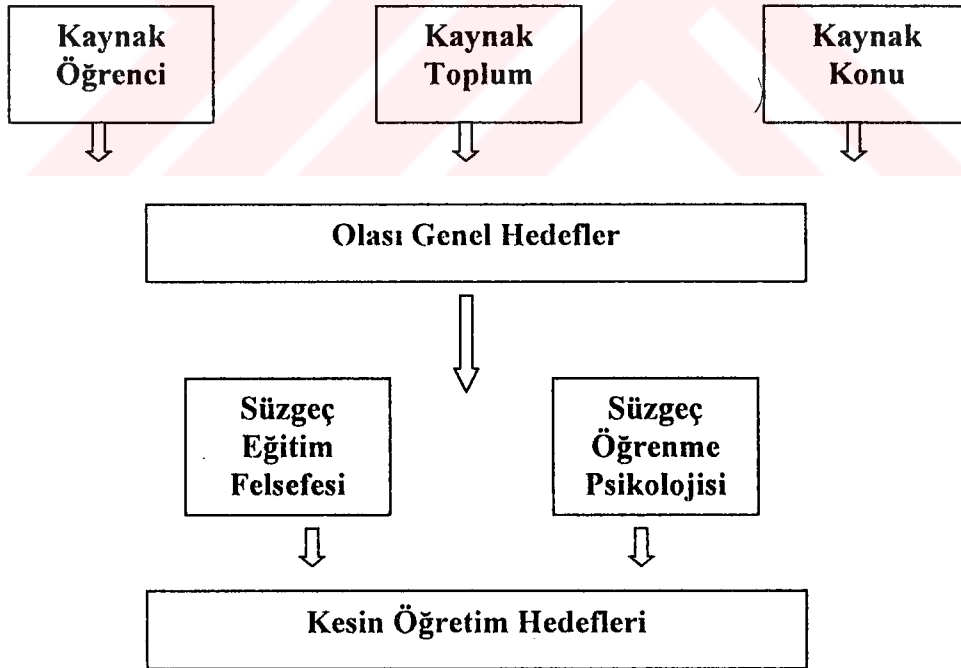 Kaynak
Öğrenci
Kaynak
Toplum
Kaynak
Konu
Olası Genel Hedefler
Süzgeç
Eğitim
Felsefesi
Süzgeç
Öğrenme
Psikolojisi
Kesin Öğretim Hedefleri